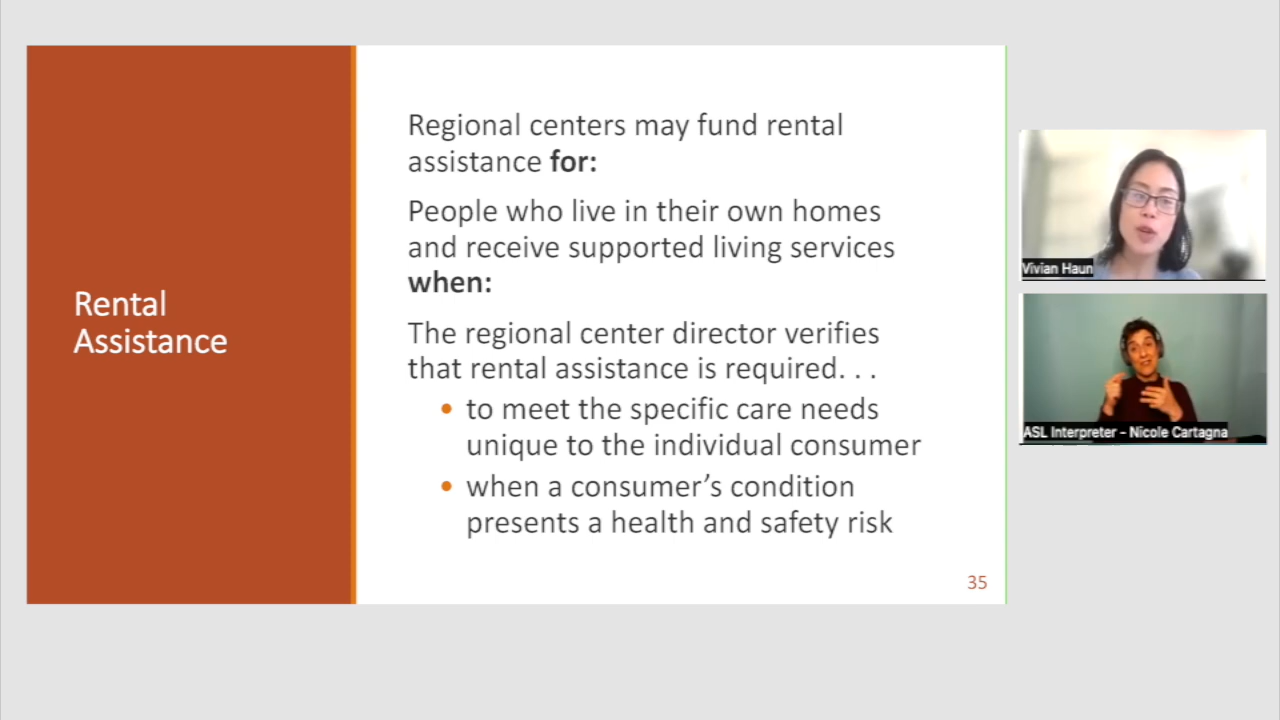 Rental
Assistance
Regional centers may fund rental
assistance for:
People who live in their own homes
and receive supported living services
when:
The regional center director verifies
that rental assistance is required. . .
• to meet the specific care needs
unique to the individual consumer
• when a consumer’s condition
presents a health and safety risk
35
Vivian Haun
ASL Interpreter - Nicole Cartagna